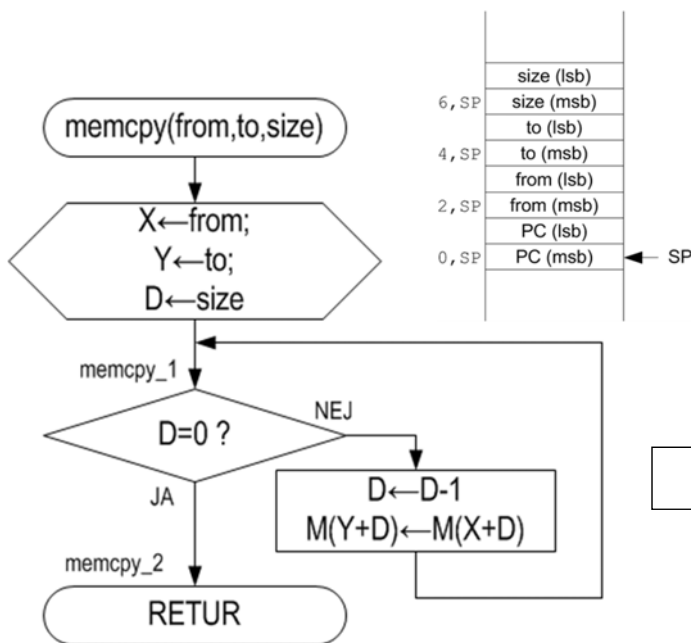 memcpy(from,to,size)
X←from;
Y←to;
D←size
memcpy_1
D=0 ?
NEJ
JA
D←D-1
M(Y+D)←M(X+D)
memcpy_2
RETUR
size (lsb)
6,SP size (msb)
to (lsb)
4,SP to (msb)
from (lsb)
2,SP from (msb)
PC (lsb)
0,SP PC (msb) SP